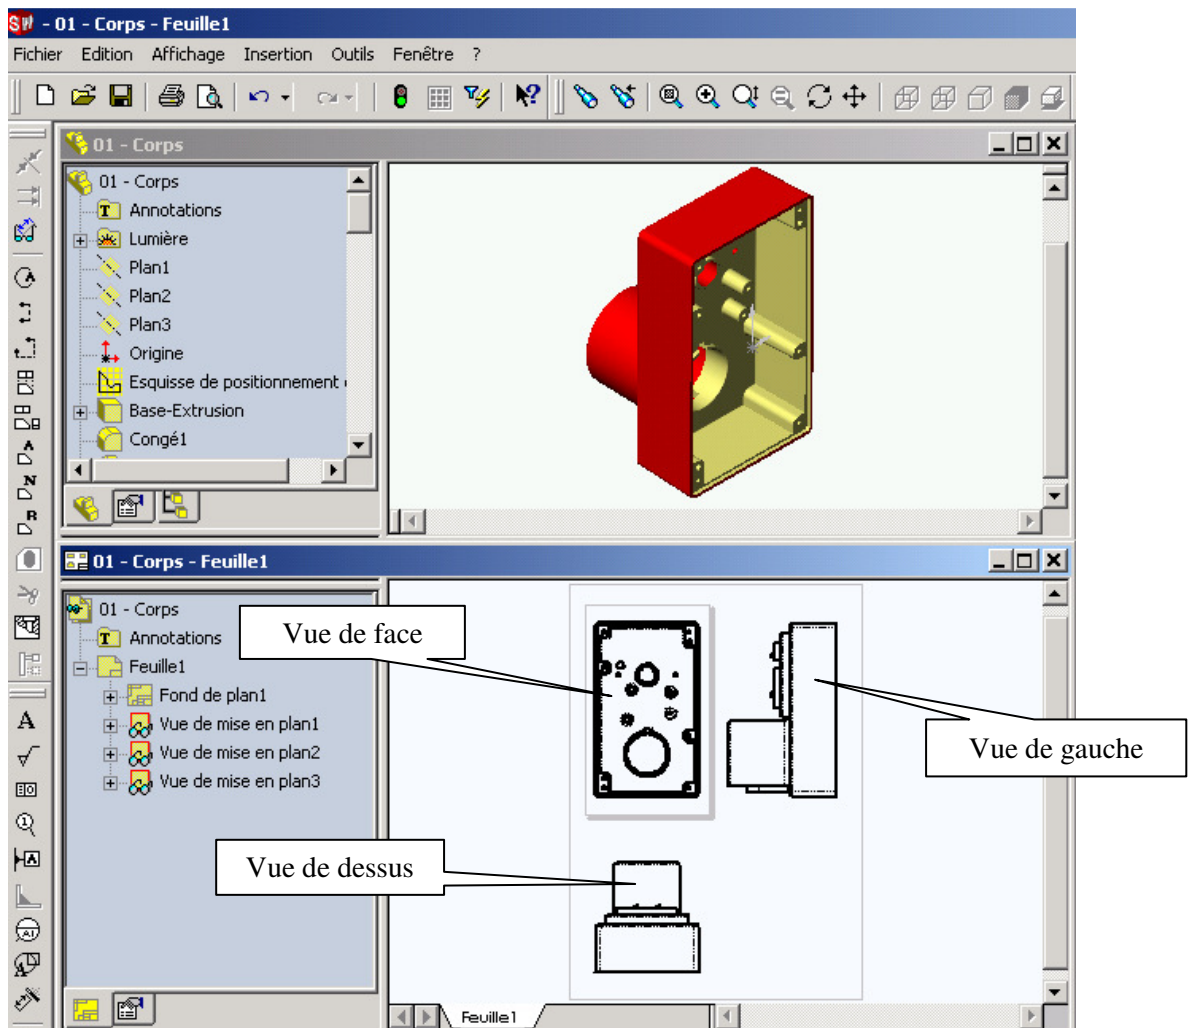 SW - 01 - Corps - Feuille1
Fichier Edition Affichage Insertion Outils Fenêtre ?
01 - Corps
01 - Corps
T Annotations
Lumière
Plan1
Plan2
Plan3
Origine
Esquisse de positionnement
Base-Extrusion
Congé1
A
N
R
01 - Corps - Feuille1
01 - Corps
T Annotations
Feuille1
Fond de plan1
Vue de mise en plan1
Vue de mise en plan2
Vue de mise en plan3
Vue de face
Vue de gauche
Vue de dessus
A
Feuille1